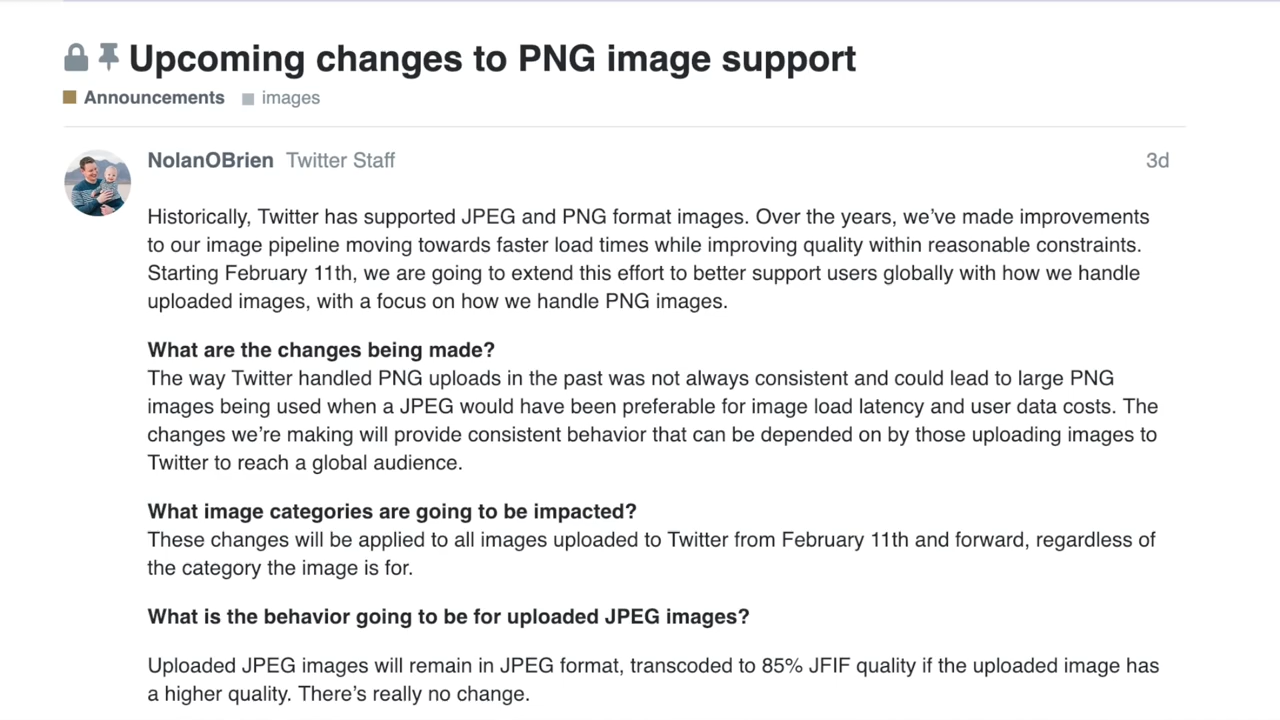 Upcoming changes to PNG image support
Announcements images
NolanOBrien Twitter Staff 3d
Historically, Twitter has supported JPEG and PNG format images. Over the years, we’ve made improvements
to our image pipeline moving towards faster load times while improving quality within reasonable constraints.
Starting February 11th, we are going to extend this effort to better support users globally with how we handle
uploaded images, with a focus on how we handle PNG images.
What are the changes being made?
The way Twitter handled PNG uploads in the past was not always consistent and could lead to large PNG
images being used when a JPEG would have been preferable for image load latency and user data costs. The
changes we’re making will provide consistent behavior that can be depended on by those uploading images to
Twitter to reach a global audience.
What image categories are going to be impacted?
These changes will be applied to all images uploaded to Twitter from February 11th and forward, regardless of
the category the image is for.
What is the behavior going to be for uploaded JPEG images?
Uploaded JPEG images will remain in JPEG format, transcoded to 85% JFIF quality if the uploaded image has
a higher quality. There’s really no change.